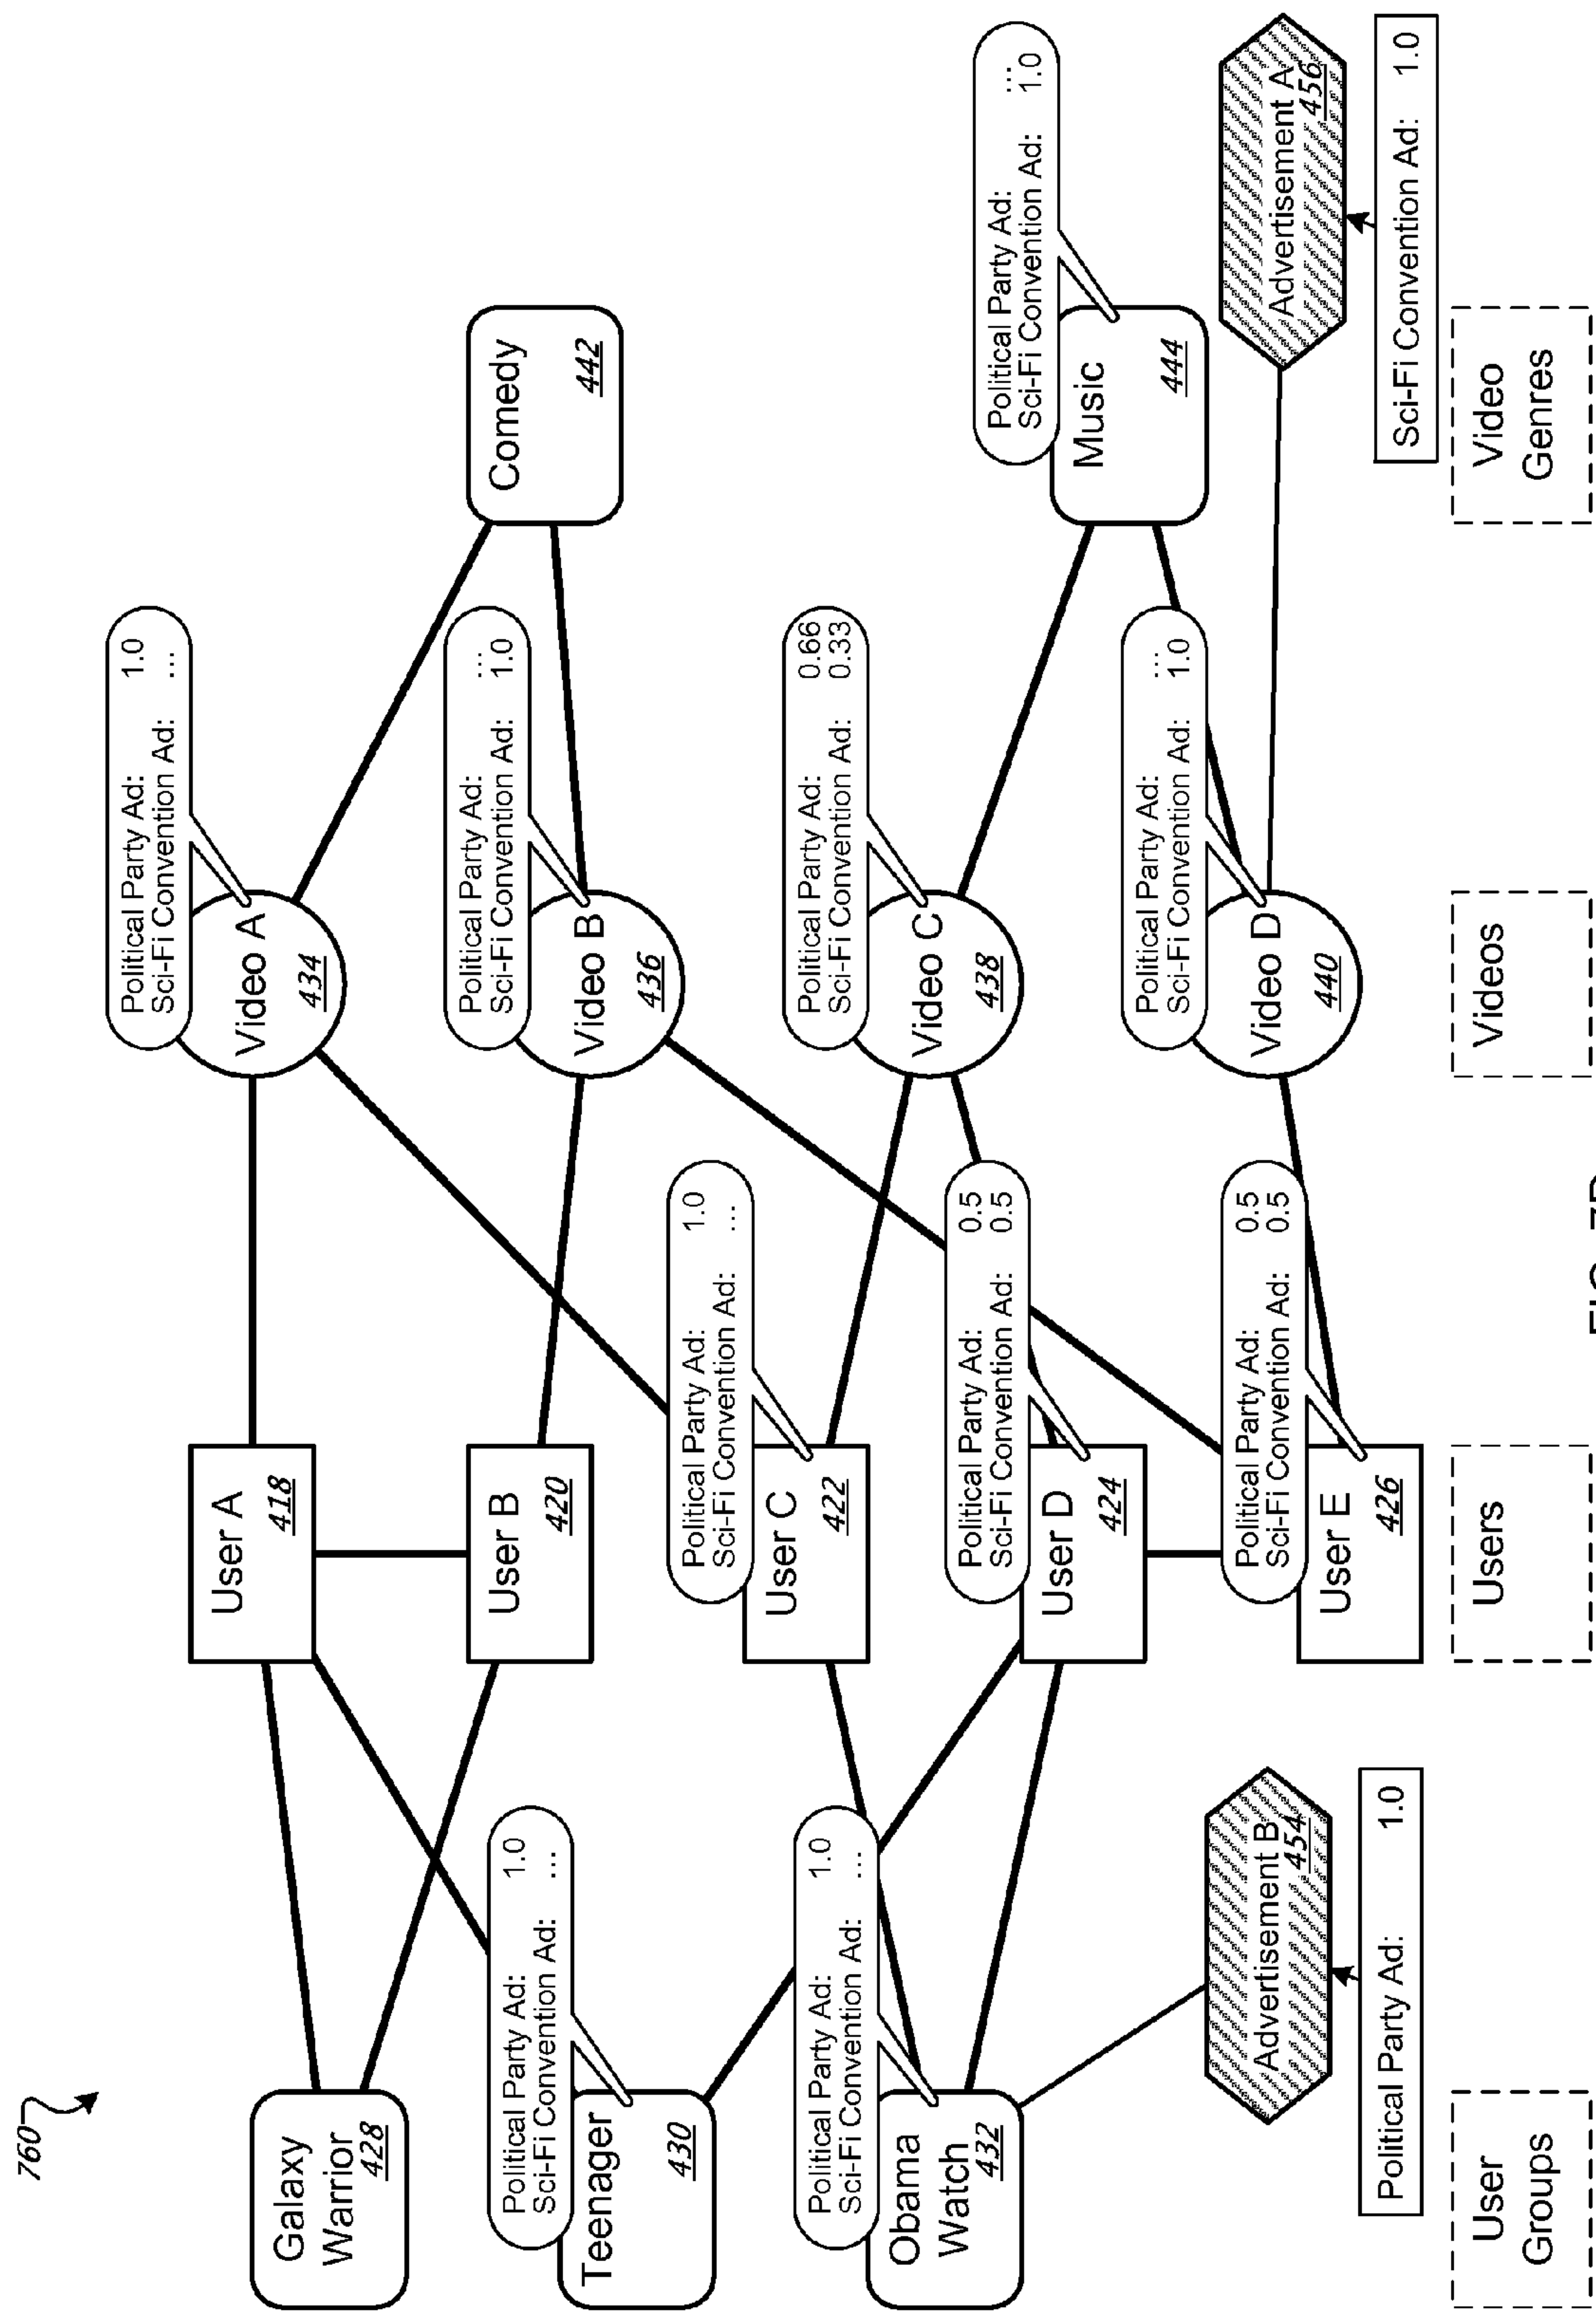 760
Galaxy
Warrior
428
User A
418
Video A
434
Political Party Ad: 1.0
Sci-Fi Convention Ad: ...
User B
420
Video B
436
Political Party Ad: ...
Sci-Fi Convention Ad: 1.0
Comedy
442
Teenager
430
Political Party Ad: 1.0
Sci-Fi Convention Ad: ...
User C
422
Political Party Ad: 1.0
Sci-Fi Convention Ad: ...
Video C
438
Political Party Ad: 0.66
Sci-Fi Convention Ad: 0.33
Obama
Watch
432
Political Party Ad: 1.0
Sci-Fi Convention Ad: ...
User D
424
Political Party Ad: 0.5
Sci-Fi Convention Ad: 0.5
Music
444
Political Party Ad: ...
Sci-Fi Convention Ad: 1.0
Video D
440
Political Party Ad: ...
Sci-Fi Convention Ad: 1.0
User E
426
Political Party Ad: 0.5
Sci-Fi Convention Ad: 0.5
Advertisement B
454
Political Party Ad: 1.0
Advertisement A
456
Sci-Fi Convention Ad: 1.0
User
Groups
Users
Videos
Video
Genres